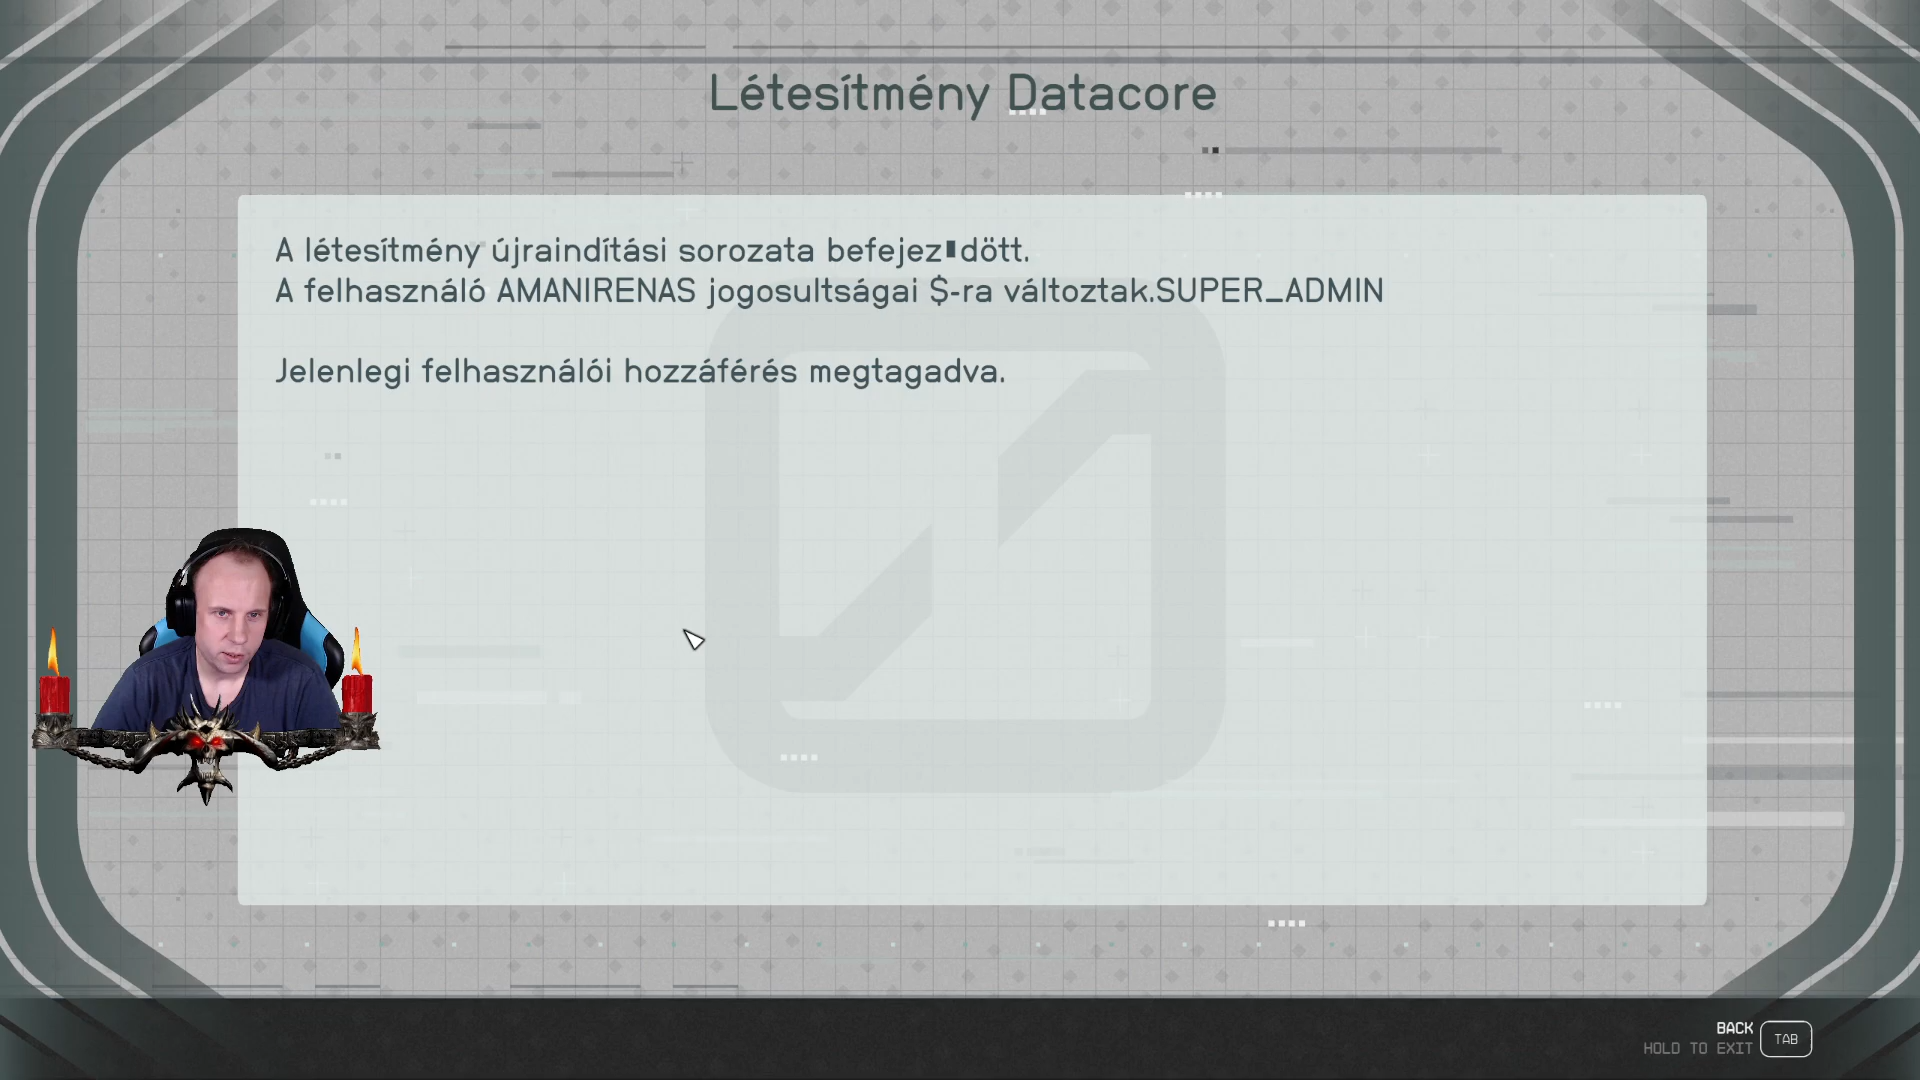 Létesítmény Datacore
A létesítmény újraindítási sorozata befejez▮dött.
A felhasználó AMANIRENAS jogosultságai $-ra változtak.SUPER_ADMIN
Jelenlegi felhasználói hozzáférés megtagadva.
BACK
HOLD TO EXIT
TAB